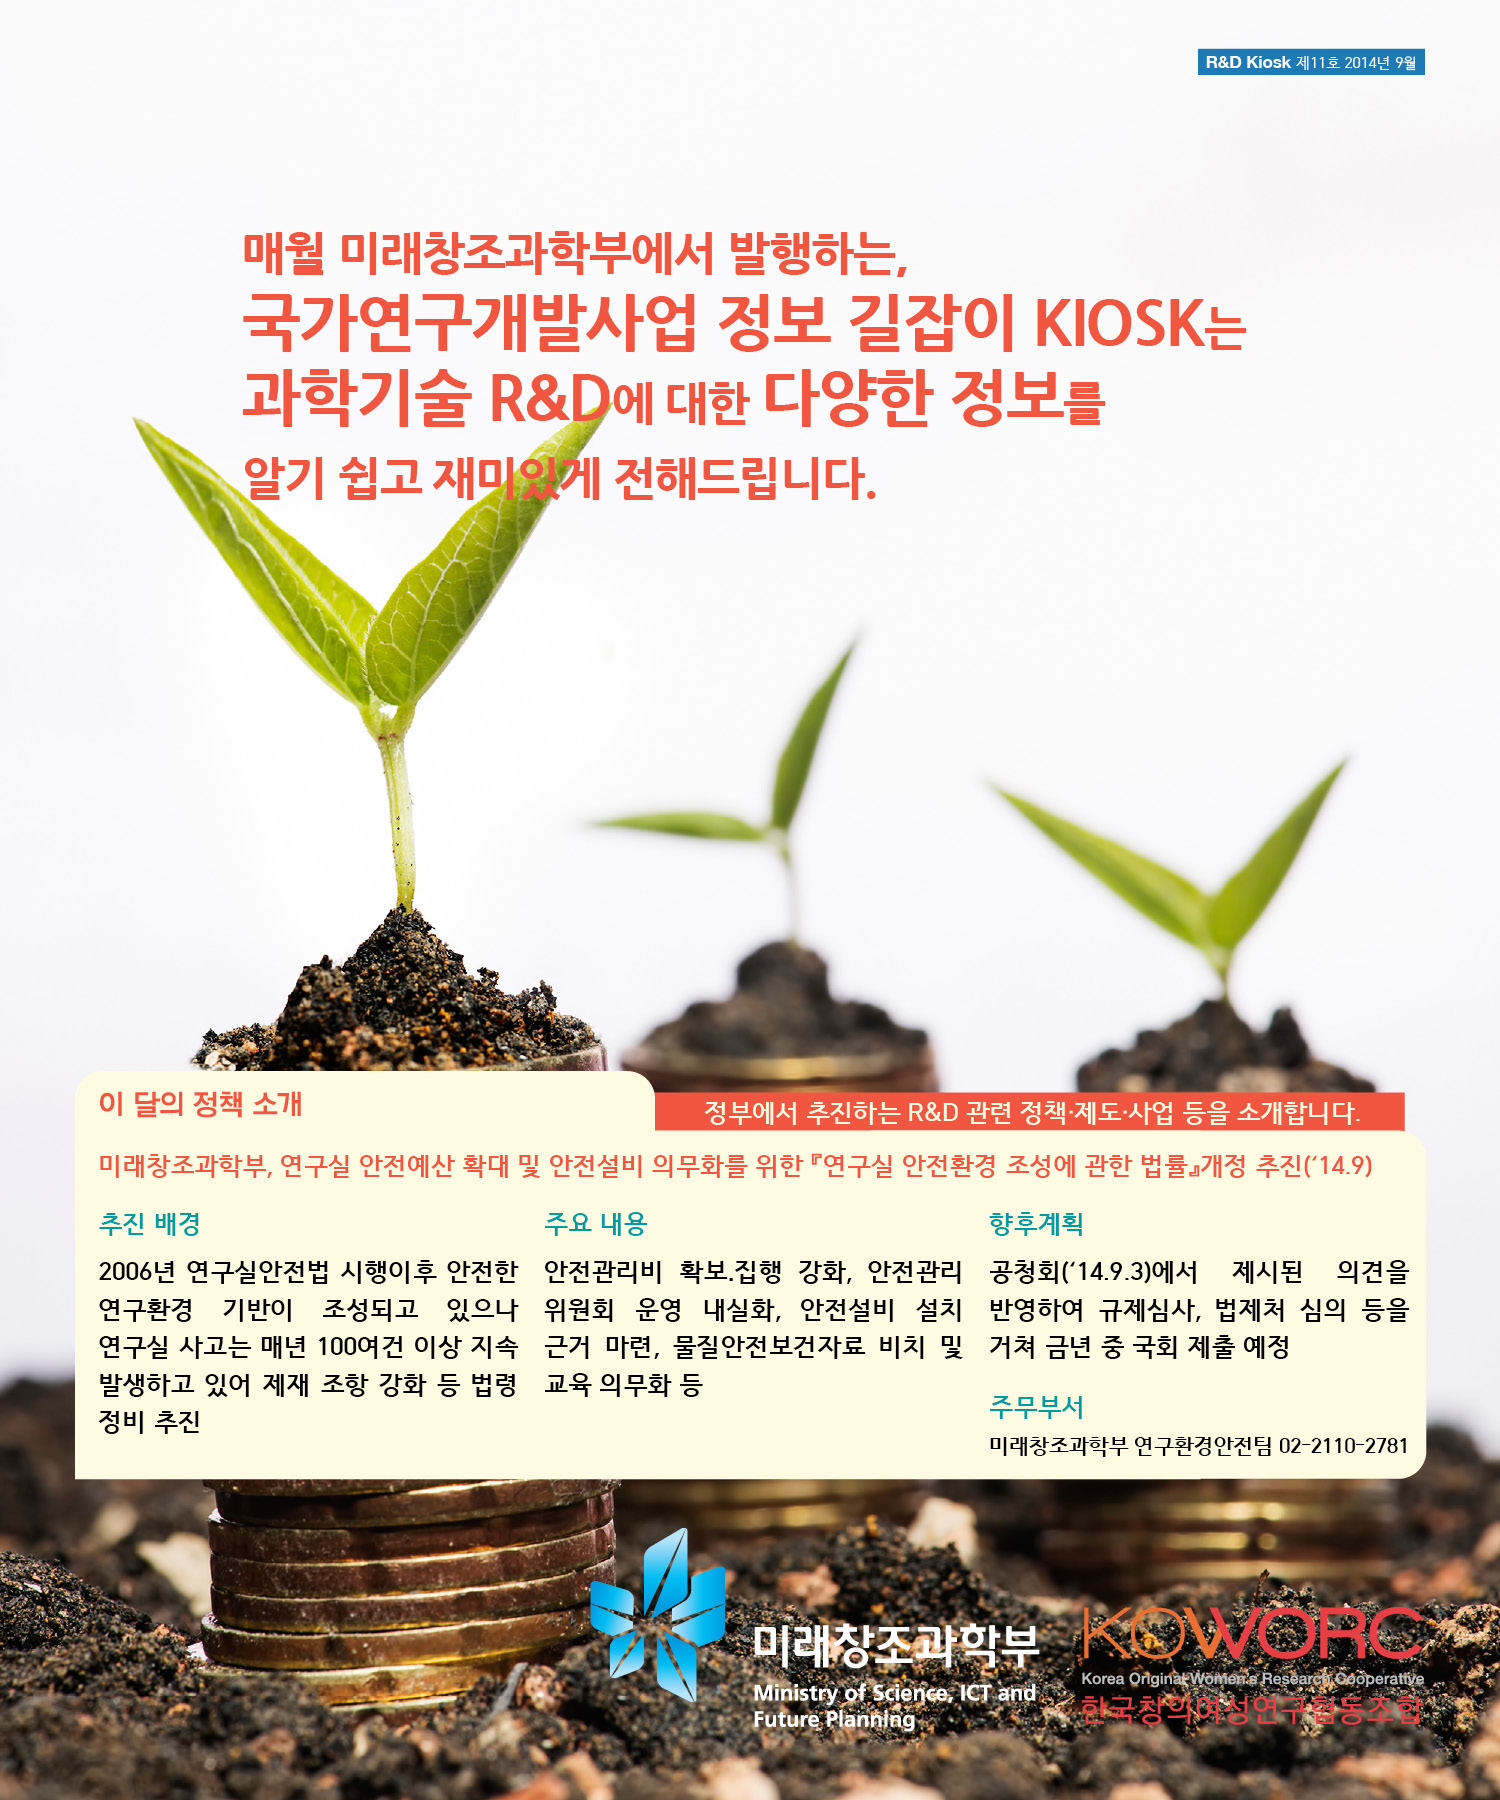 R&D Kiosk 제11호 2014년 9월
매월 미래창조과학부에서 발행하는,
국가연구개발사업 정보 길잡이 KIOSK는
과학기술 R&D에 대한 다양한 정보를
알기 쉽고 재미있게 전해드립니다.
이 달의 정책 소개
정부에서 추진하는 R&D 관련 정책·제도·사업 등을 소개합니다.
미래창조과학부, 연구실 안전예산 확대 및 안전설비 의무화를 위한 『연구실 안전환경 조성에 관한 법률』개정 추진(‘14.9)
추진 배경
2006년 연구실안전법 시행이후 안전한
연구환경 기반이 조성되고 있으나
연구실 사고는 매년 100여건 이상 지속
발생하고 있어 제재 조항 강화 등 법령
정비 추진
주요 내용
안전관리비 확보.집행 강화, 안전관리
위원회 운영 내실화, 안전설비 설치
근거 마련, 물질안전보건자료 비치 및
교육 의무화 등
향후계획
공청회(‘14.9.3)에서 제시된 의견을
반영하여 규제심사, 법제처 심의 등을
거쳐 금년 중 국회 제출 예정
주무부서
미래창조과학부 연구환경안전팀 02-2110-2781
미래창조과학부
Ministry of Science, ICT and
Future Planning
KOWORC
Korea Original Women's Research Cooperative
한국창의여성연구협동조합